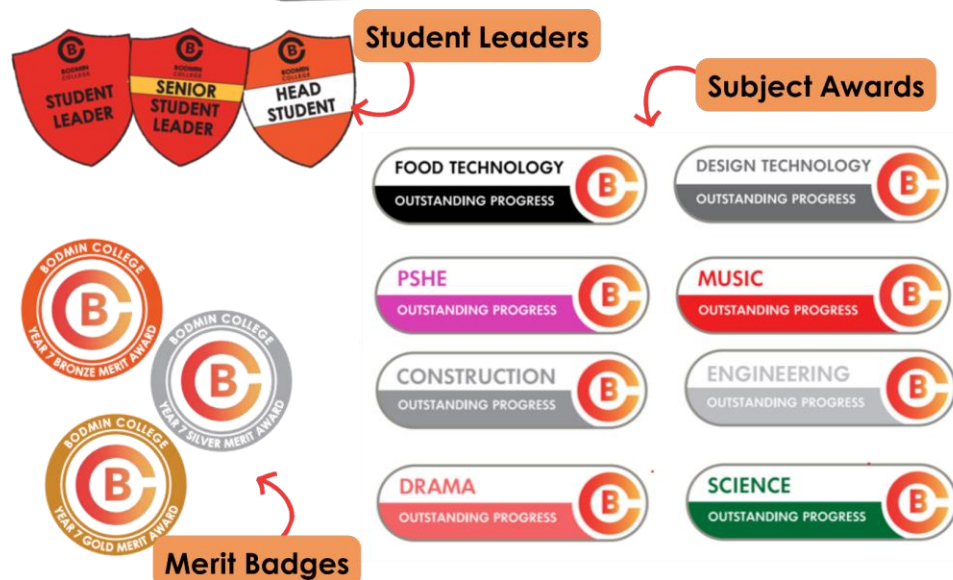 Student Leaders
Subject Awards
BODMIN
COLLEGE
STUDENT
LEADER
BODMIN
COLLEGE
SENIOR
STUDENT
LEADER
BODMIN
COLLEGE
HEAD
STUDENT
FOOD TECHNOLOGY
OUTSTANDING PROGRESS
DESIGN TECHNOLOGY
OUTSTANDING PROGRESS
PSHE
OUTSTANDING PROGRESS
MUSIC
OUTSTANDING PROGRESS
CONSTRUCTION
OUTSTANDING PROGRESS
ENGINEERING
OUTSTANDING PROGRESS
DRAMA
OUTSTANDING PROGRESS
SCIENCE
OUTSTANDING PROGRESS
BODMIN COLLEGE
YEAR 7 BRONZE MERIT AWARD
BODMIN COLLEGE
YEAR 7 SILVER MERIT AWARD
BODMIN COLLEGE
YEAR 7 GOLD MERIT AWARD
Merit Badges